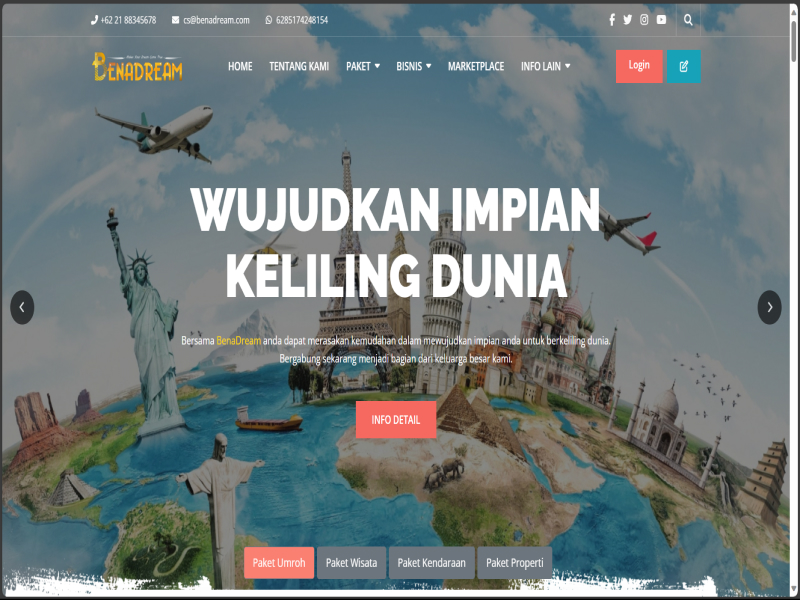 +62 21 88345678 cs@benadream.com 6285174248154
BENADREAM
HOME TENTANG KAMI PAKET BISNIS MARKETPLACE INFO LAIN Login
WUJUDKAN IMPIAN
KELILING DUNIA
Bersama BenaDream anda dapat merasakan kemudahan dalam mewujudkan impian anda untuk berkeliling dunia.
Bergabung sekarang menjadi bagian dari keluarga besar kami.
INFO DETAIL
Paket Umroh Paket Wisata Paket Kendaraan Paket Properti